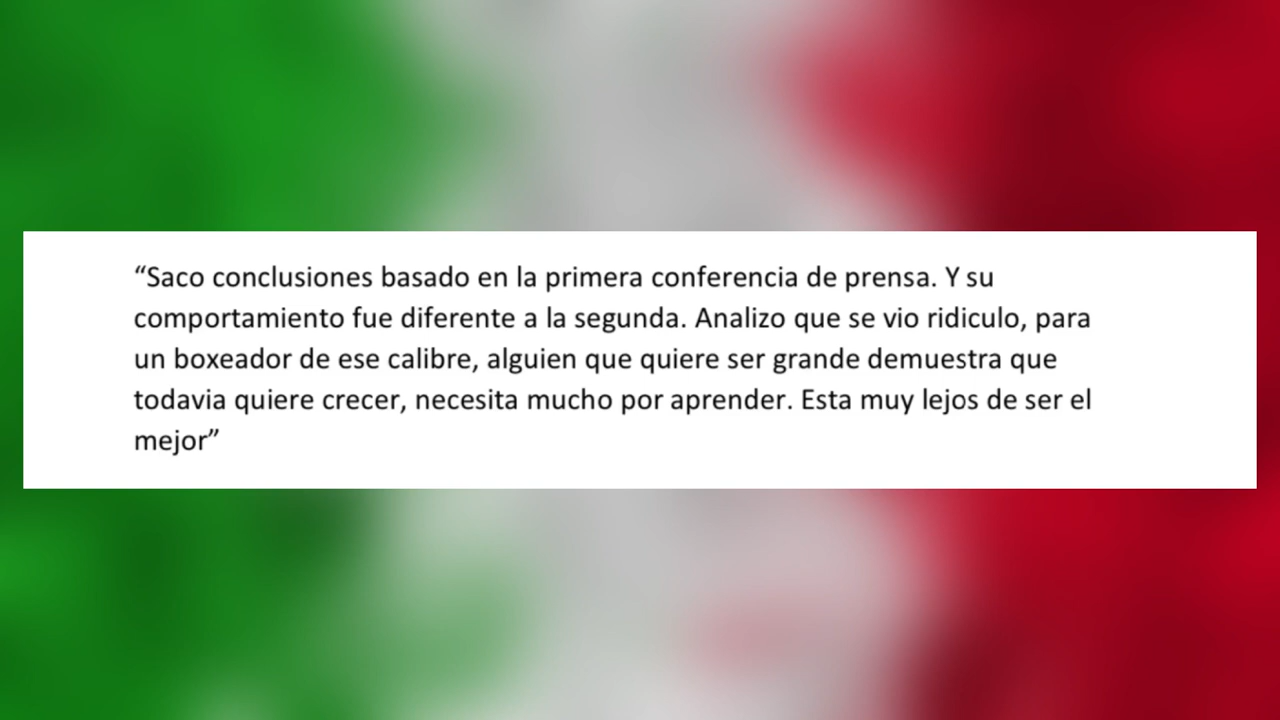 “Saco conclusiones basado en la primera conferencia de prensa. Y su
comportamiento fue diferente a la segunda. Analizo que se vio ridiculo, para
un boxeador de ese calibre, alguien que quiere ser grande demuestra que
todavia quiere crecer, necesita mucho por aprender. Esta muy lejos de ser el
mejor”